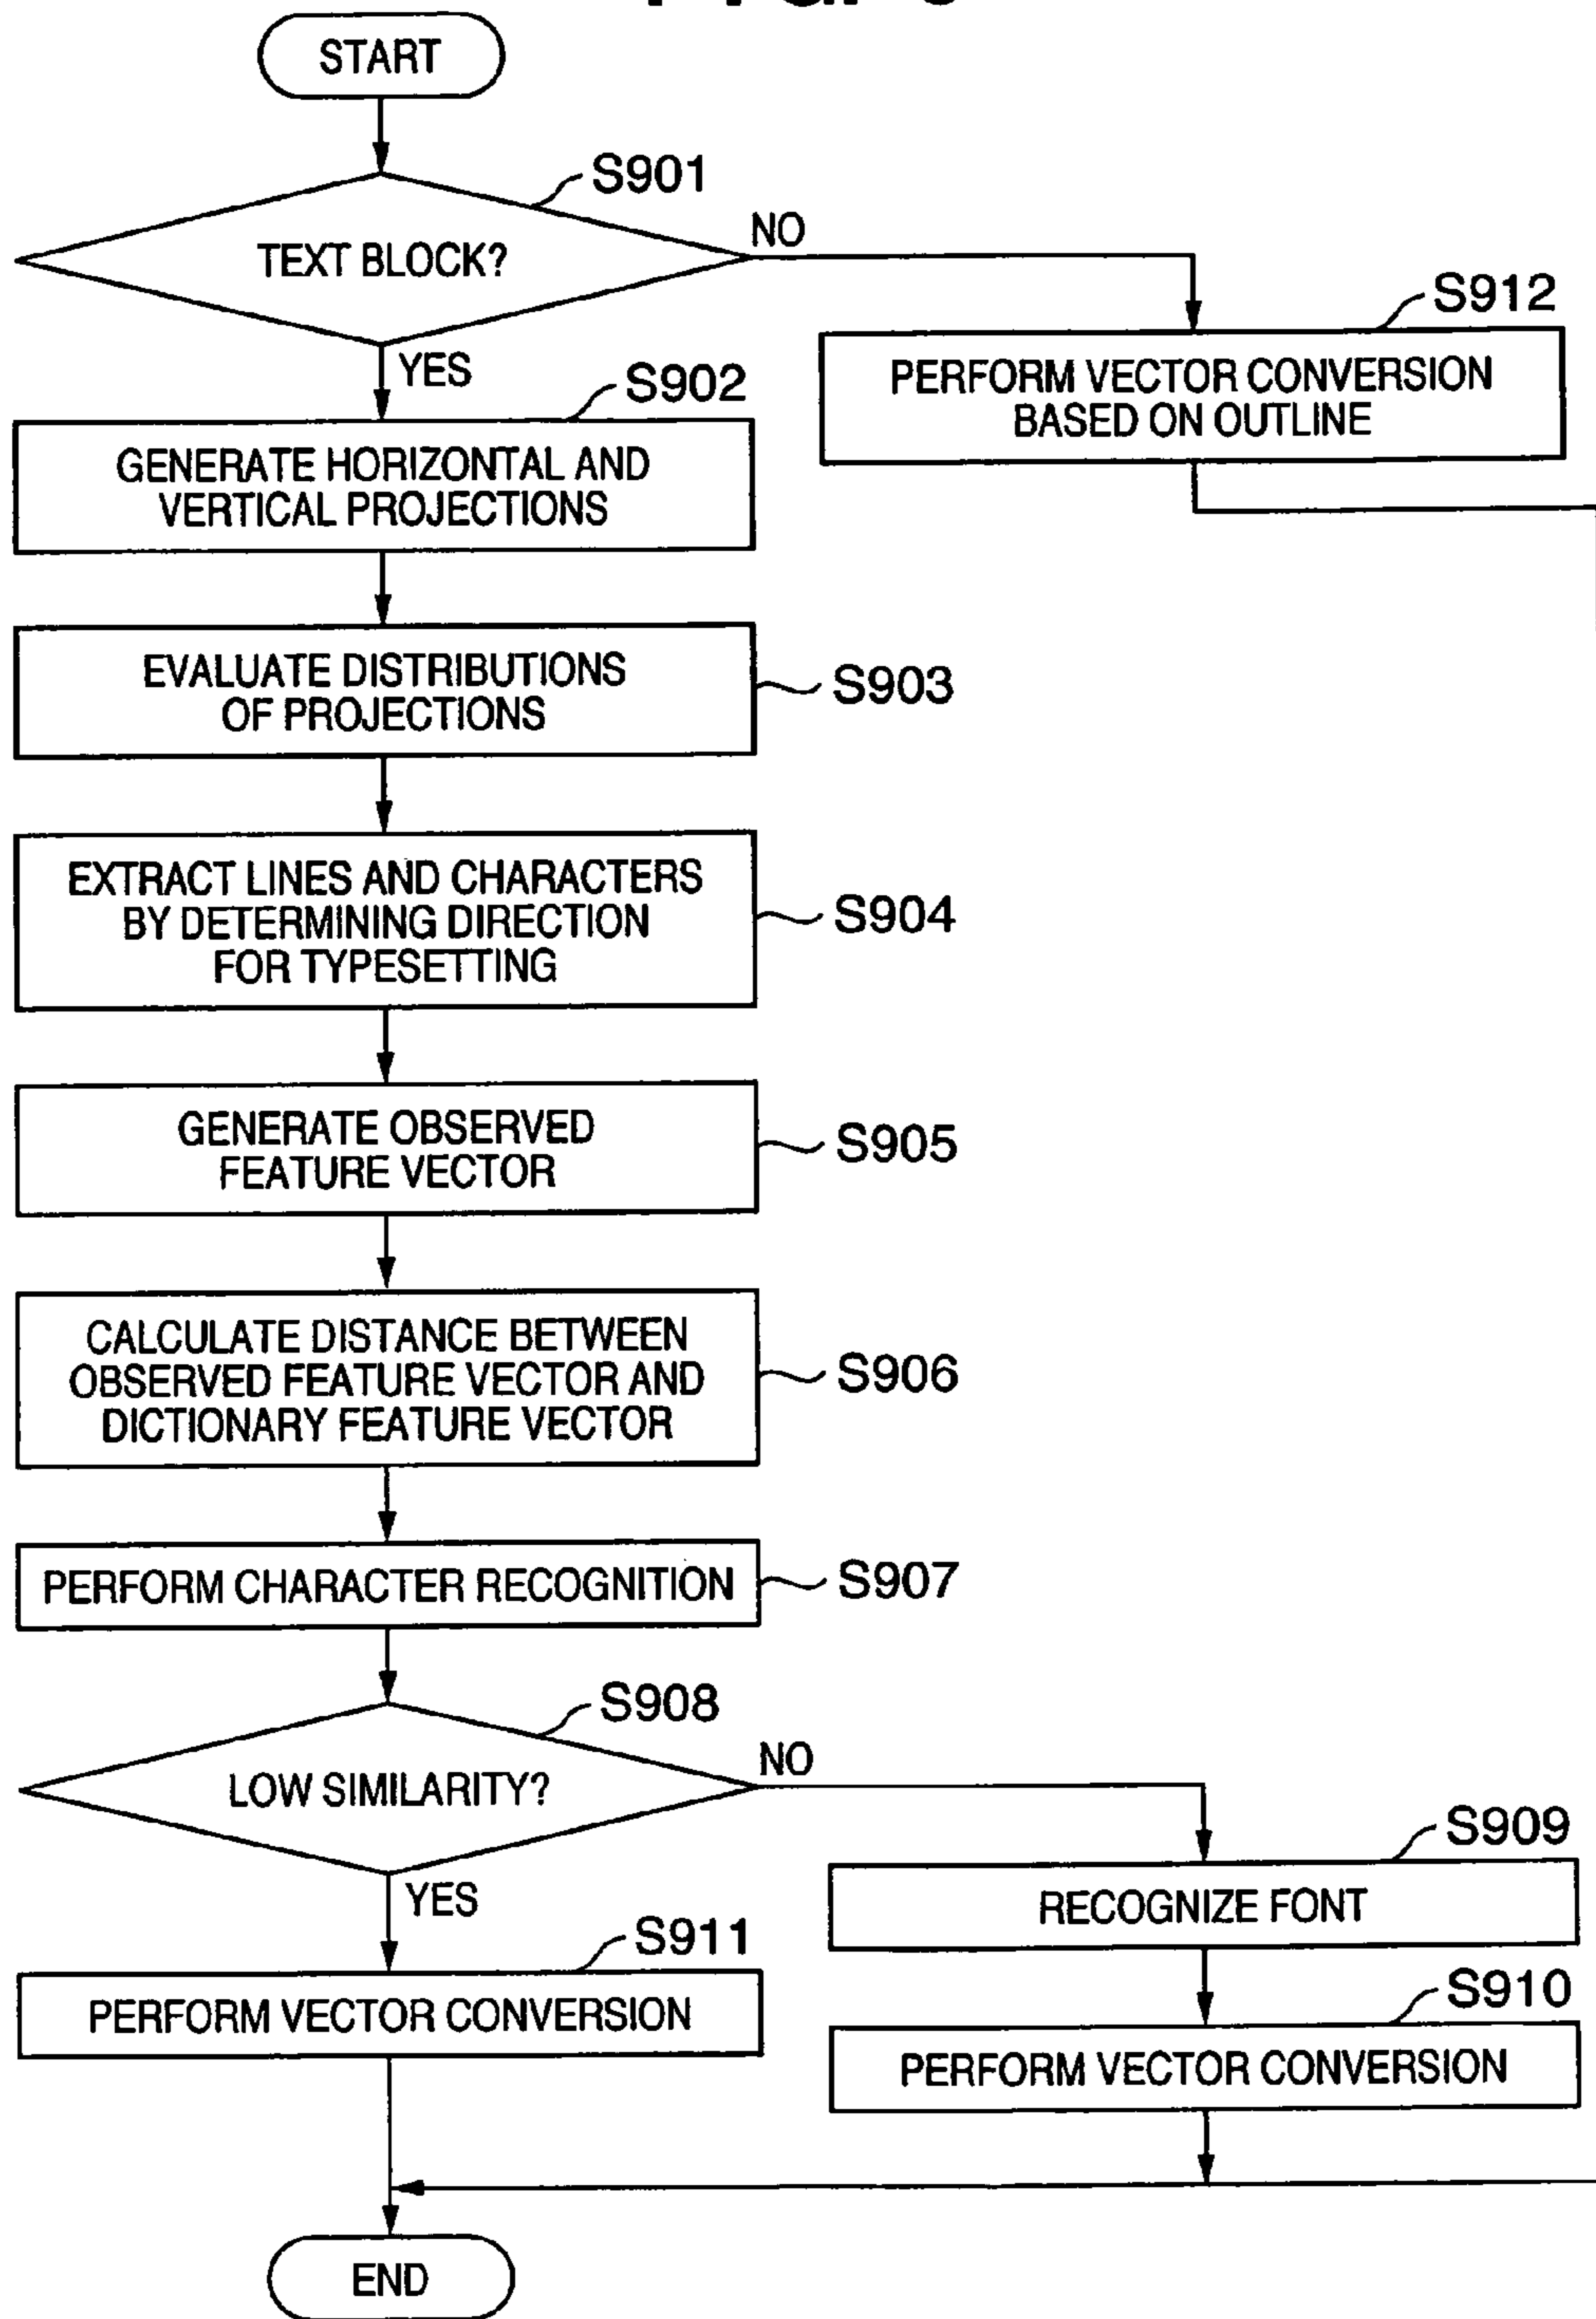 START
S901
TEXT BLOCK?
NO
YES
S912
PERFORM VECTOR CONVERSION
BASED ON OUTLINE
S902
GENERATE HORIZONTAL AND
VERTICAL PROJECTIONS
EVALUATE DISTRIBUTIONS
OF PROJECTIONS
S903
EXTRACT LINES AND CHARACTERS
BY DETERMINING DIRECTION
FOR TYPESETTING
S904
GENERATE OBSERVED
FEATURE VECTOR
S905
CALCULATE DISTANCE BETWEEN
OBSERVED FEATURE VECTOR AND
DICTIONARY FEATURE VECTOR
S906
PERFORM CHARACTER RECOGNITION
S907
S908
LOW SIMILARITY?
NO
YES
S909
RECOGNIZE FONT
S911
PERFORM VECTOR CONVERSION
S910
PERFORM VECTOR CONVERSION
END